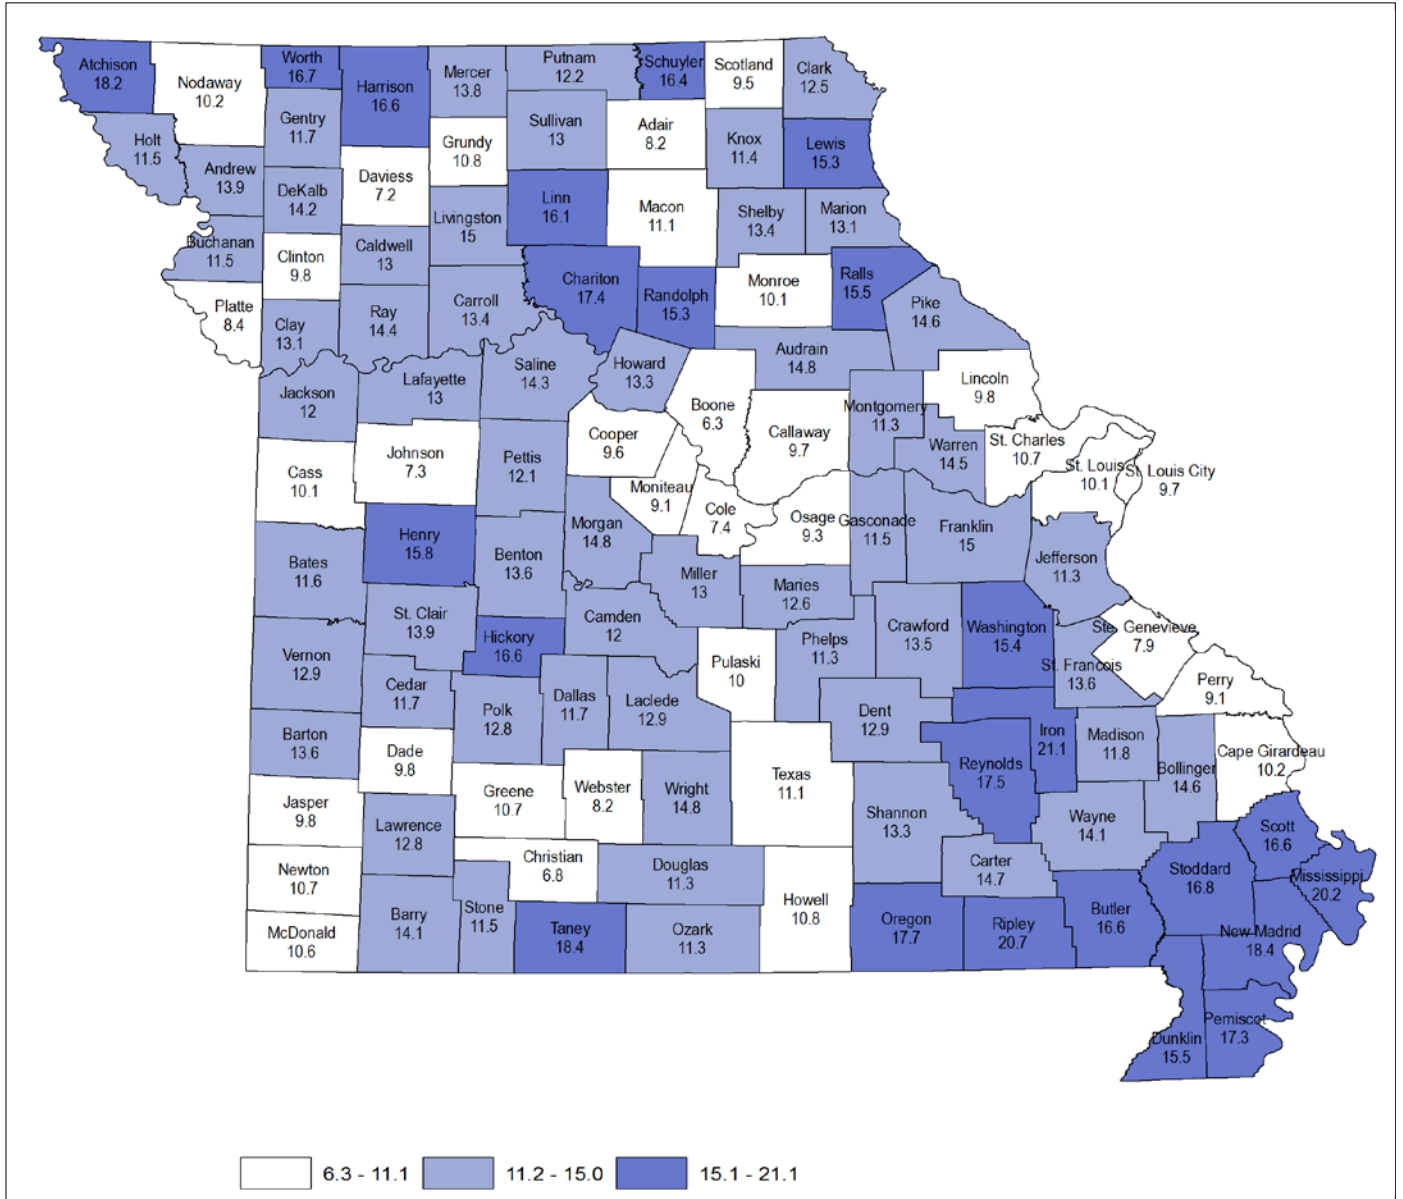 Atchison
18.2
Nodaway
10.2
Worth
16.7
Harrison
16.6
Mercer
13.8
Putnam
12.2
Schuyler
16.4
Scotland
9.5
Clark
12.5
Holt
11.5
Andrew
13.9
Gentry
11.7
DeKalb
14.2
Daviess
7.2
Grundy
10.8
Sullivan
13
Adair
8.2
Knox
11.4
Lewis
15.3
Buchanan
11.5
Clinton
9.8
Caldwell
13
Livingston
15
Linn
16.1
Macon
11.1
Shelby
13.4
Marion
13.1
Platte
8.4
Clay
13.1
Ray
14.4
Carroll
13.4
Chariton
17.4
Randolph
15.3
Monroe
10.1
Ralls
15.5
Pike
14.6
Jackson
12
Lafayette
13
Saline
14.3
Howard
13.3
Boone
6.3
Audrain
14.8
Callaway
9.7
Montgomery
11.3
Lincoln
9.8
Warren
14.5
St. Charles
10.7
St. Louis
10.1
St. Louis City
9.7
Cass
10.1
Johnson
7.3
Pettis
12.1
Cooper
9.6
Moniteau
9.1
Cole
7.4
Osage
9.3
Gasconade
11.5
Franklin
15
Jefferson
11.3
Bates
11.6
Henry
15.8
Benton
13.6
Morgan
14.8
Miller
13
Maries
12.6
St. Clair
13.9
Hickory
16.6
Camden
12
Pulaski
10
Phelps
11.3
Crawford
13.5
Washington
15.4
Ste. Genevieve
7.9
St. Francois
13.6
Perry
9.1
Vernon
12.9
Cedar
11.7
Polk
12.8
Dallas
11.7
Laclede
12.9
Dent
12.9
Iron
21.1
Reynolds
17.5
Madison
11.8
Bollinger
14.6
Cape Girardeau
10.2
Barton
13.6
Dade
9.8
Greene
10.7
Webster
8.2
Wright
14.8
Texas
11.1
Shannon
13.3
Wayne
14.1
Jasper
9.8
Lawrence
12.8
Christian
6.8
Douglas
11.3
Howell
10.8
Carter
14.7
Stoddard
16.8
Scott
16.6
Mississippi
20.2
Newton
10.7
McDonald
10.6
Barry
14.1
Stone
11.5
Taney
18.4
Ozark
11.3
Oregon
17.7
Ripley
20.7
Butler
16.6
New Madrid
18.4
Dunklin
15.5
Pemiscot
17.3
6.3 - 11.1
11.2 - 15.0
15.1 - 21.1